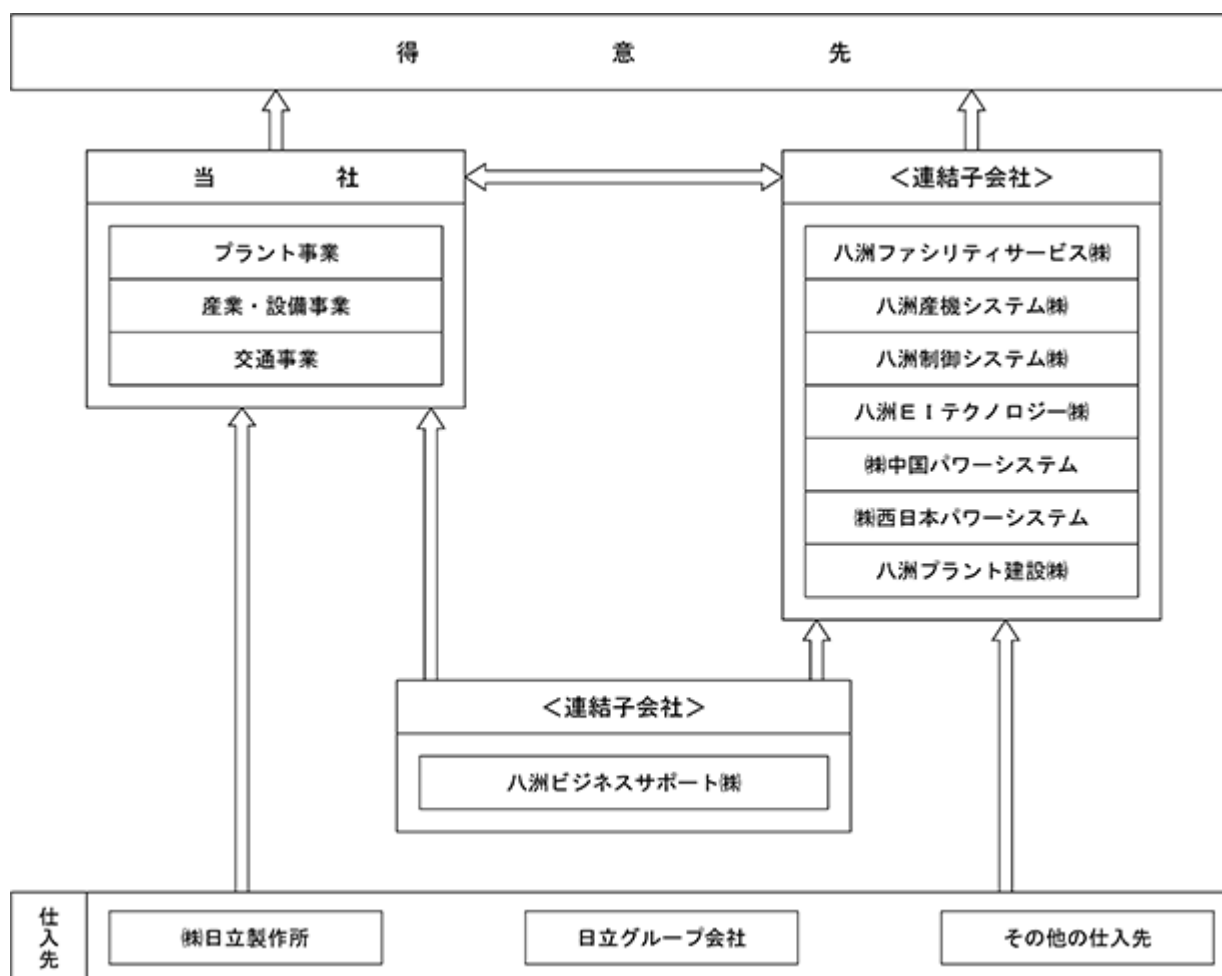 得意先
当社
<連結子会社>
プラント事業
産業・設備事業
交通事業
八洲ファシリティサービス㈱
八洲産機システム㈱
八洲制御システム㈱
八洲ＥＩテクノロジー㈱
㈱中国パワーシステム
㈱西日本パワーシステム
八洲プラント建設㈱
<連結子会社>
八洲ビジネスサポート㈱
仕入先
㈱日立製作所
日立グループ会社
その他の仕入先